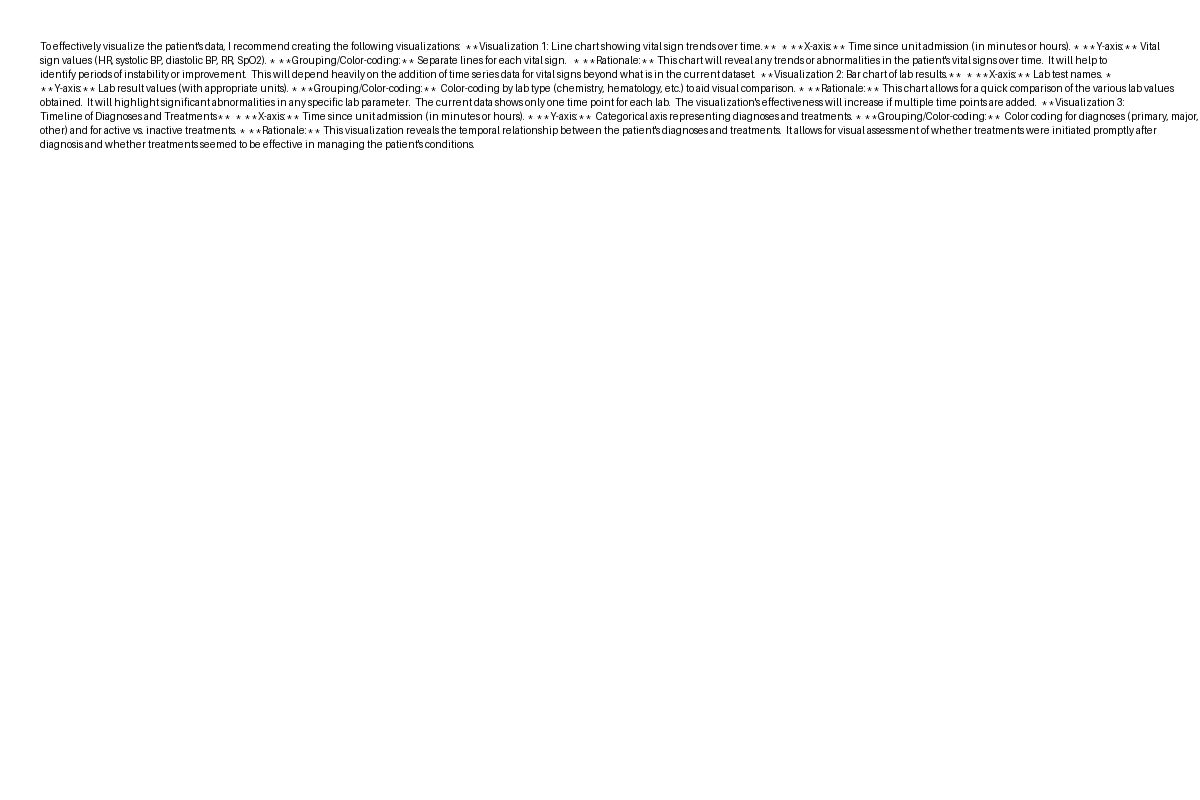 To effectively visualize the patient's data, I recommend creating the following visualizations:  **Visualization 1: Line chart showing vital sign trends over time.**  * **X-axis:** Time since unit admission (in minutes or hours). * **Y-axis:** Vital
sign values (HR, systolic BP, diastolic BP, RR, SpO2). * **Grouping/Color-coding:** Separate lines for each vital sign.  * **Rationale:** This chart will reveal any trends or abnormalities in the patient's vital signs over time.  It will help to
identify periods of instability or improvement.  This will depend heavily on the addition of time series data for vital signs beyond what is in the current dataset.  **Visualization 2: Bar chart of lab results.**  * **X-axis:** Lab test names. *
**Y-axis:** Lab result values (with appropriate units). * **Grouping/Color-coding:** Color-coding by lab type (chemistry, hematology, etc.) to aid visual comparison. * **Rationale:** This chart allows for a quick comparison of the various lab values
obtained.  It will highlight significant abnormalities in any specific lab parameter.  The current data shows only one time point for each lab.  The visualization's effectiveness will increase if multiple time points are added.  **Visualization 3:
Timeline of Diagnoses and Treatments**  * **X-axis:** Time since unit admission (in minutes or hours). * **Y-axis:** Categorical axis representing diagnoses and treatments. * **Grouping/Color-coding:** Color coding for diagnoses (primary, major,
other) and for active vs. inactive treatments. * **Rationale:** This visualization reveals the temporal relationship between the patient's diagnoses and treatments.  It allows for visual assessment of whether treatments were initiated promptly after
diagnosis and whether treatments seemed to be effective in managing the patient's conditions.